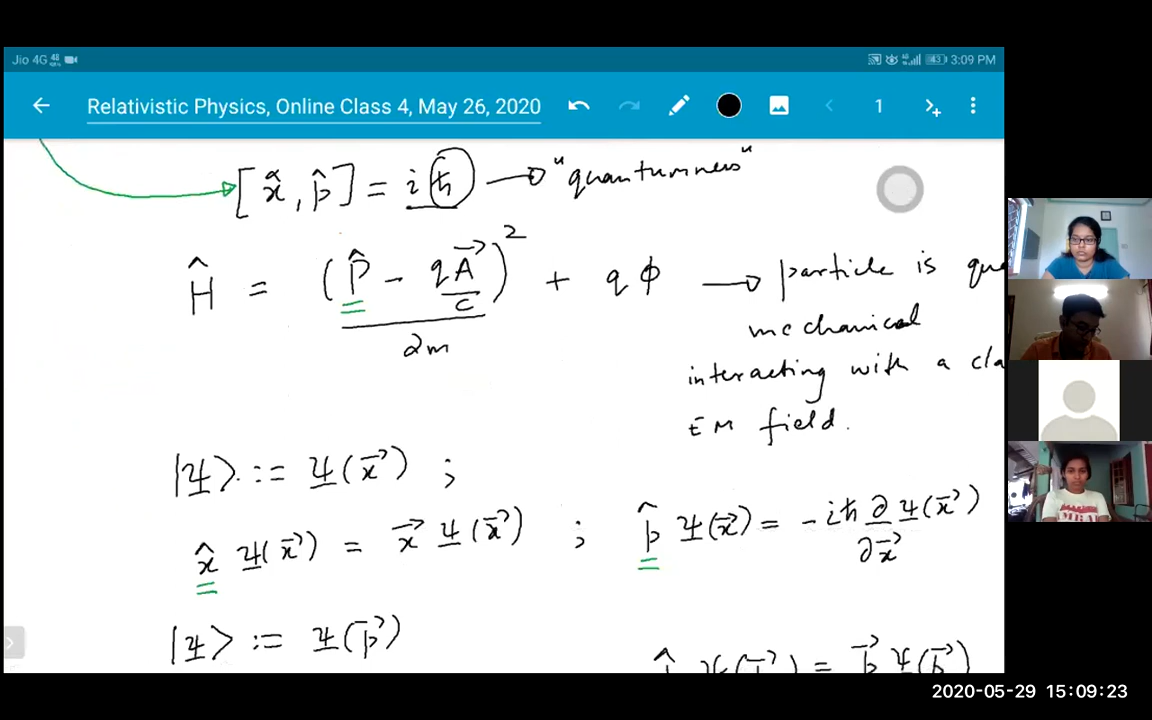 Jio 4G 3:09 PM
Relativistic Physics, Online Class 4, May 26, 2020 1
[x̂, p̂] = iħ → "quantumness"
Ĥ = (p̂ - qA⃗/c)²/2m + qϕ → particle is qua
mechanical
interacting with a cla
EM field.
|Ψ⟩ := Ψ(x⃗) ;
x̂ Ψ(x⃗) = x⃗ Ψ(x⃗) ; p̂ Ψ(x⃗) = -iħ ∂/∂x⃗ Ψ(x⃗)
|Ψ⟩ := Ψ(p⃗)
Ψ(p⃗) = p⃗ Ψ(p⃗)
2020-05-29 15:09:23